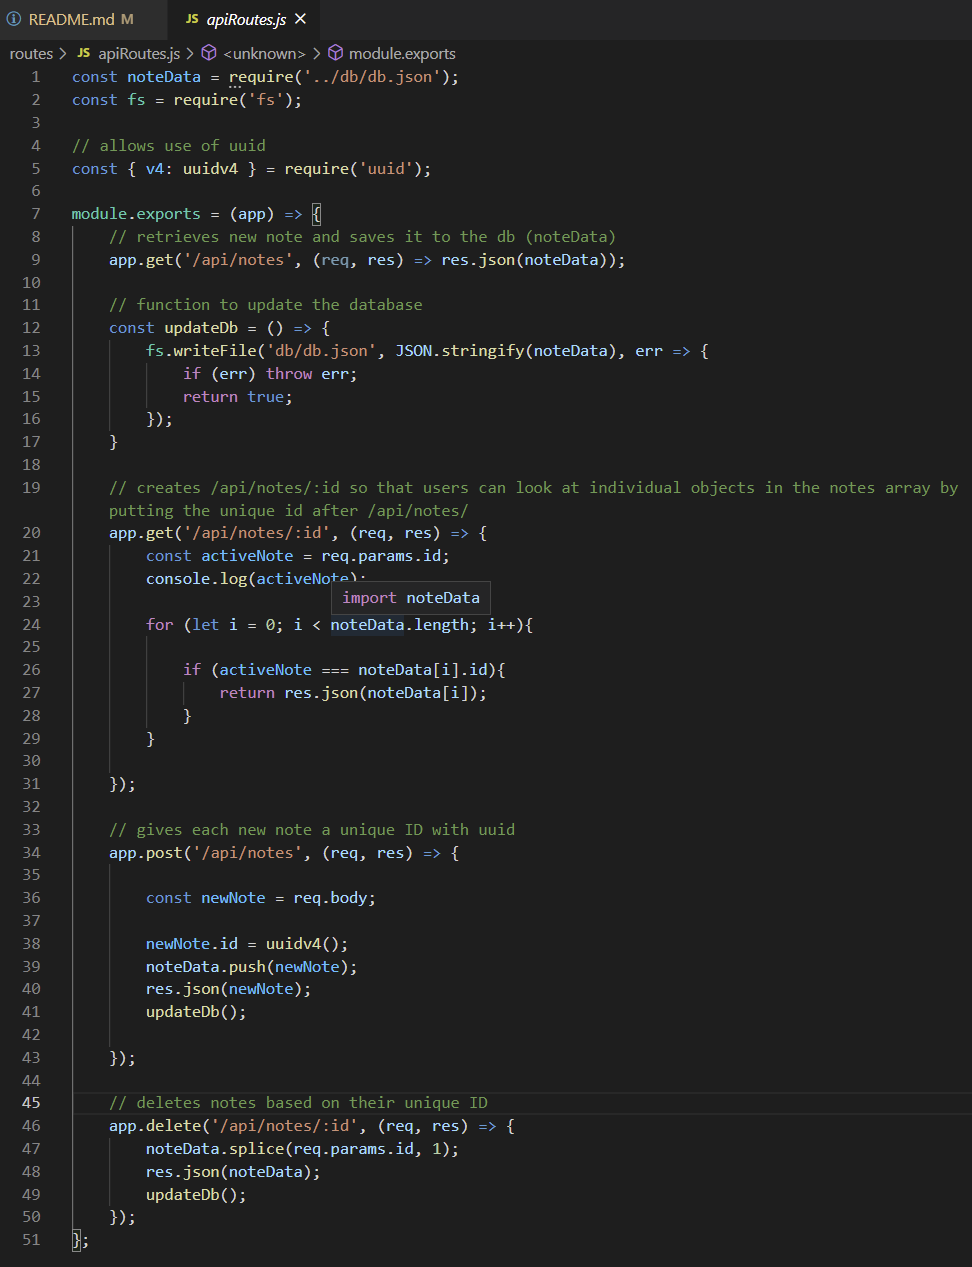 README.md M JS apiRoutes.js ×
routes > JS apiRoutes.js > <unknown> > module.exports
1 const noteData = require('../db/db.json');
2 const fs = require('fs');
3
4 // allows use of uuid
5 const { v4: uuidv4 } = require('uuid');
6
7 module.exports = (app) => {
8     // retrieves new note and saves it to the db (noteData)
9     app.get('/api/notes', (req, res) => res.json(noteData));
10
11     // function to update the database
12     const updateDb = () => {
13         fs.writeFile('db/db.json', JSON.stringify(noteData), err => {
14             if (err) throw err;
15             return true;
16         });
17     }
18
19     // creates /api/notes/:id so that users can look at individual objects in the notes array by
    putting the unique id after /api/notes/
20     app.get('/api/notes/:id', (req, res) => {
21         const activeNote = req.params.id;
22         console.log(activeNote);
23
import noteData
24         for (let i = 0; i < noteData.length; i++){
25
26             if (activeNote === noteData[i].id){
27                 return res.json(noteData[i]);
28             }
29         }
30
31     });
32
33     // gives each new note a unique ID with uuid
34     app.post('/api/notes', (req, res) => {
35
36         const newNote = req.body;
37
38         newNote.id = uuidv4();
39         noteData.push(newNote);
40         res.json(newNote);
41         updateDb();
42
43     });
44
45     // deletes notes based on their unique ID
46     app.delete('/api/notes/:id', (req, res) => {
47         noteData.splice(req.params.id, 1);
48         res.json(noteData);
49         updateDb();
50     });
51 };